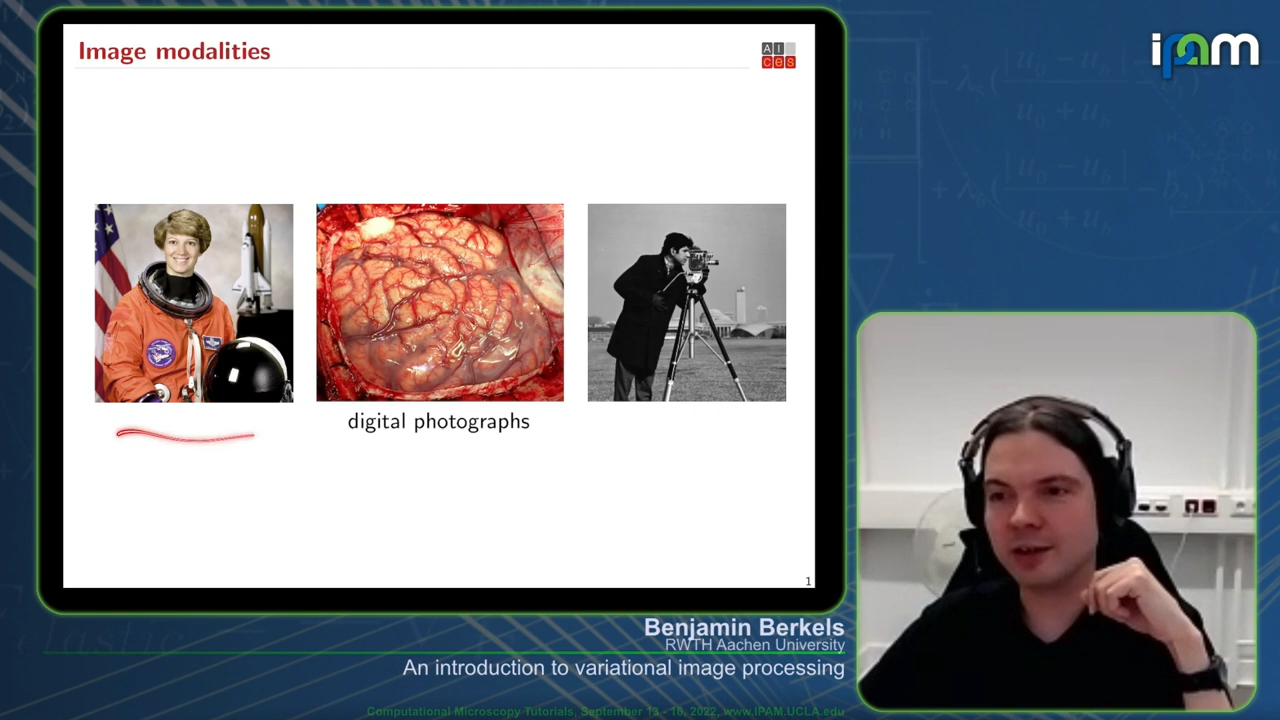 Image modalities
AI
ces
ipam
digital photographs
1
Benjamin Berkels
RWTH Aachen University
An introduction to variational image processing
Computational Microscopy Tutorials, September 13 - 16, 2022, www.IPAM.UCLA.edu